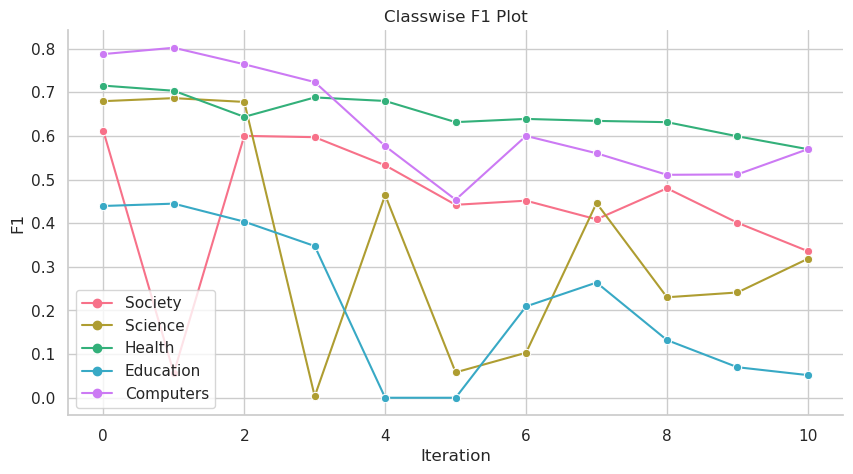 Classwise F1 Plot
F1
0.8
0.7
0.6
0.5
0.4
0.3
0.2
0.1
0.0
Society
Science
Health
Education
Computers
0 2 4 6 8 10
Iteration